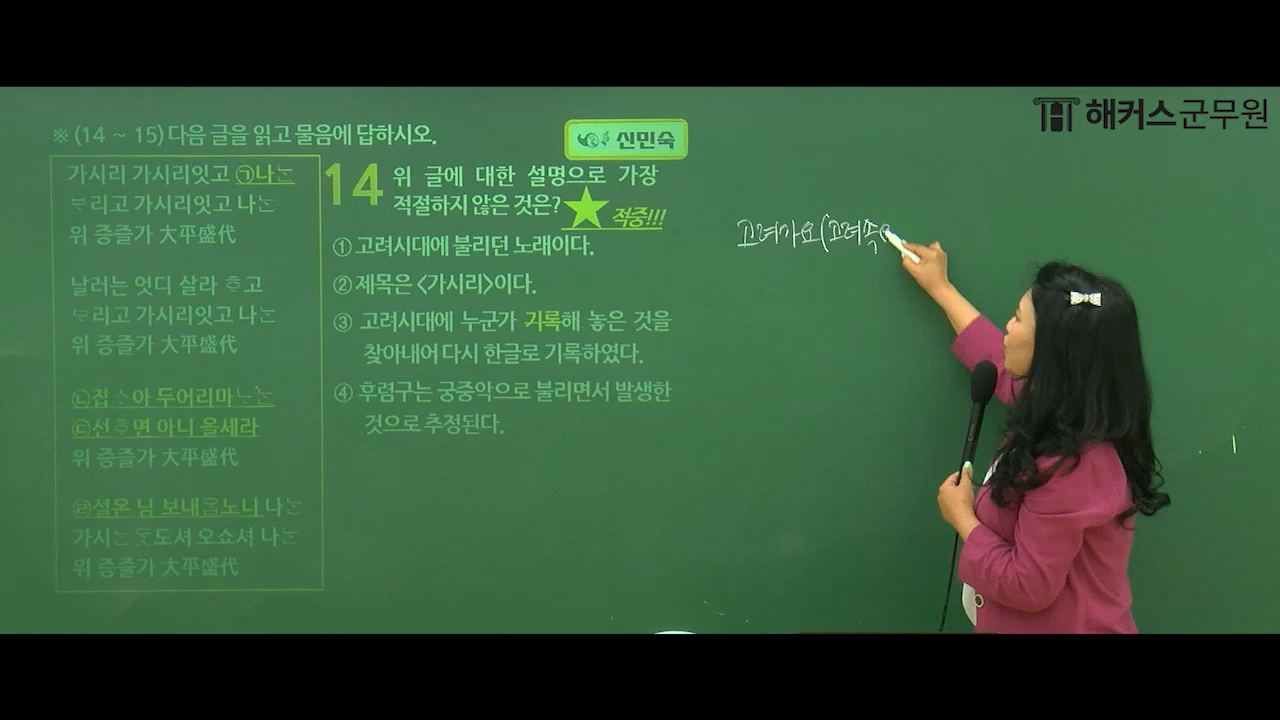 해커스군무원
※ (14 ~ 15) 다음 글을 읽고 물음에 답하시오.
가시리 가시리잇고 ㉠나는
ㅂ리고 가시리잇고 나는
위 증즐가 大平盛代
날러는 엇디 살라 ᄒᆞ고
ㅂ리고 가시리잇고 나는
위 증즐가 大平盛代
㉡잡ᄉᆞ아 두어리마ᄂᆞᄂᆞᆫ
㉢선ᄒᆞ면 아니 올셰라
위 증즐가 大平盛代
㉣셜온 님 보내ᄋᆞᆸ노니 나ᄂᆞᆫ
가시ᄂᆞᆫ ᄃᆞᆺ도셔 오쇼셔 나ᄂᆞᆫ
위 증즐가 大平盛代
신민숙
14 위 글에 대한 설명으로 가장
적절하지 않은 것은?
적중!!!
① 고려시대에 불리던 노래이다.
② 제목은 <가시리>이다.
③ 고려시대에 누군가 기록해 놓은 것을
찾아내어 다시 한글로 기록하였다.
④ 후렴구는 궁중악으로 불리면서 발생한
것으로 추정된다.
고려가요(고려속